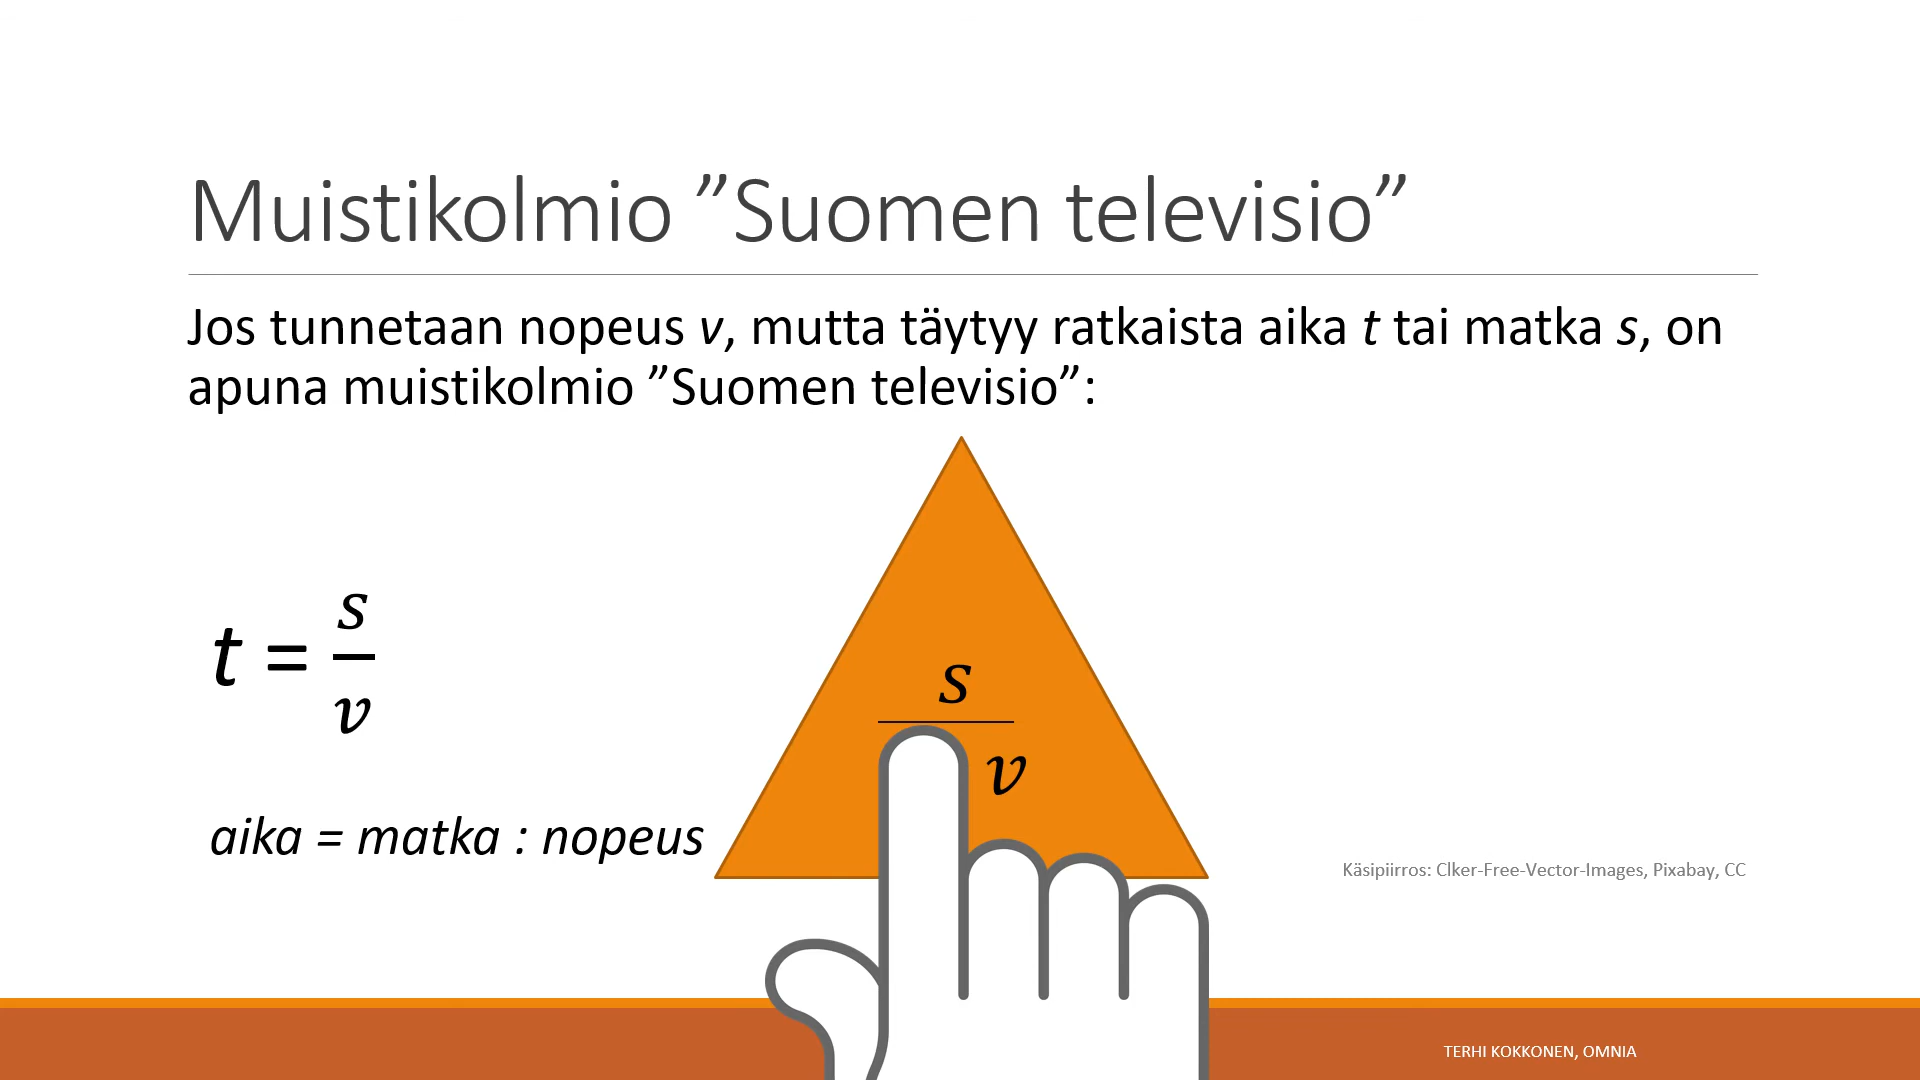 Muistikolmio ”Suomen televisio”
Jos tunnetaan nopeus v, mutta täytyy ratkaista aika t tai matka s, on
apuna muistikolmio ”Suomen televisio”:
t = s/v
aika = matka : nopeus
s
v
Käsipiirros: Clker-Free-Vector-Images, Pixabay, CC
TERHI KOKKONEN, OMNIA